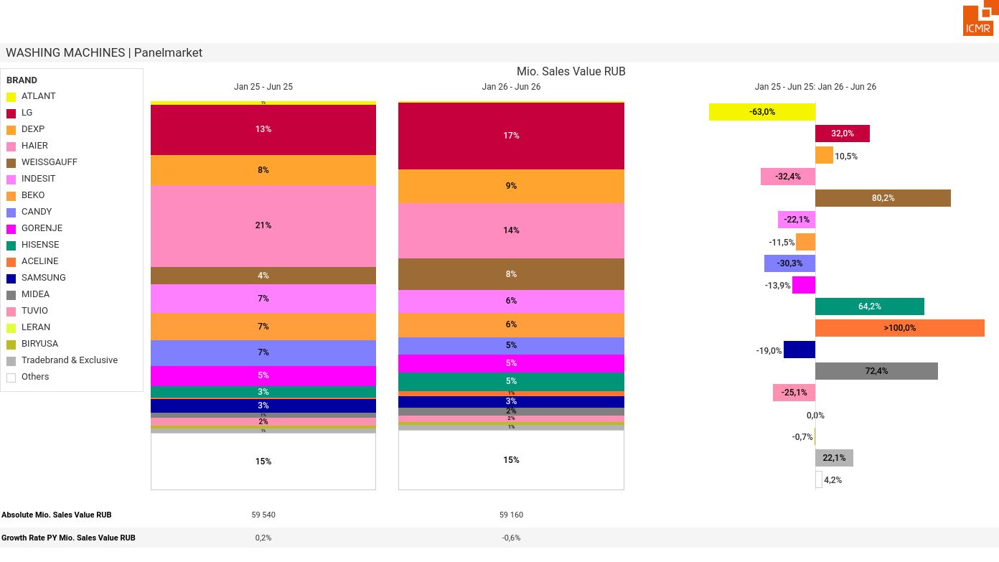 ICMR
WASHING MACHINES | Panelmarket
Mio. Sales Value RUB
BRAND
ATLANT
LG
DEXP
HAIER
WEISSGAUFF
INDESIT
BEKO
CANDY
GORENJE
HISENSE
ACELINE
SAMSUNG
MIDEA
TUVIO
LERAN
BIRYUSA
Tradebrand & Exclusive
Others
Jan 25 - Jun 25
1%
13%
8%
21%
4%
7%
7%
7%
5%
3%
3%
1%
2%
1%
15%
Jan 26 - Jun 26
17%
9%
14%
8%
6%
6%
5%
5%
5%
1%
3%
2%
2%
1%
15%
Jan 25 - Jun 25: Jan 26 - Jun 26
-63,0%
32,0%
10,5%
-32,4%
80,2%
-22,1%
-11,5%
-30,3%
-13,9%
64,2%
>100,0%
-19,0%
72,4%
-25,1%
0,0%
-0,7%
22,1%
4,2%
Absolute Mio. Sales Value RUB 59 540 59 160
Growth Rate PY Mio. Sales Value RUB 0,2% -0,6%